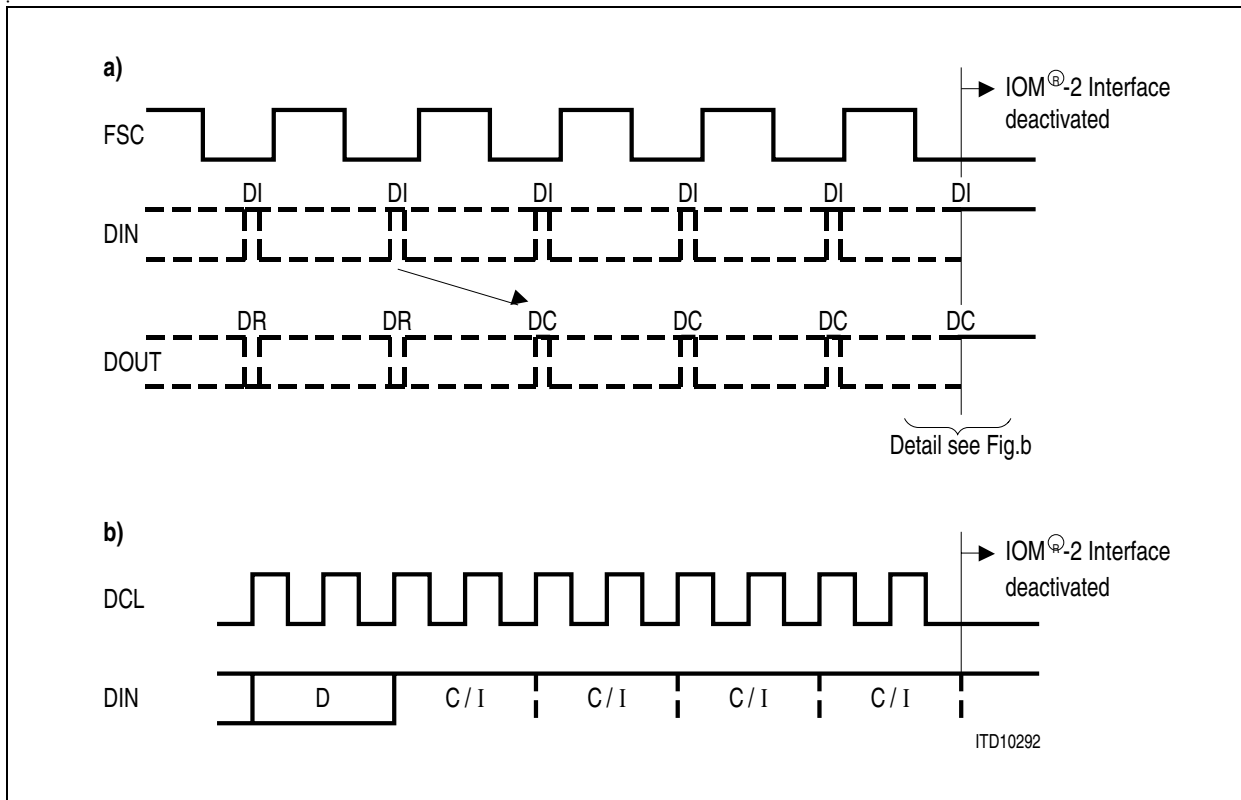 a)
IOM®-2 Interface
deactivated
FSC
DI DI DI DI DI DI
DIN
DR DR DC DC DC DC
DOUT
Detail see Fig.b
b)
IOM®-2 Interface
deactivated
DCL
DIN D C / I C / I C / I C / I
ITD10292